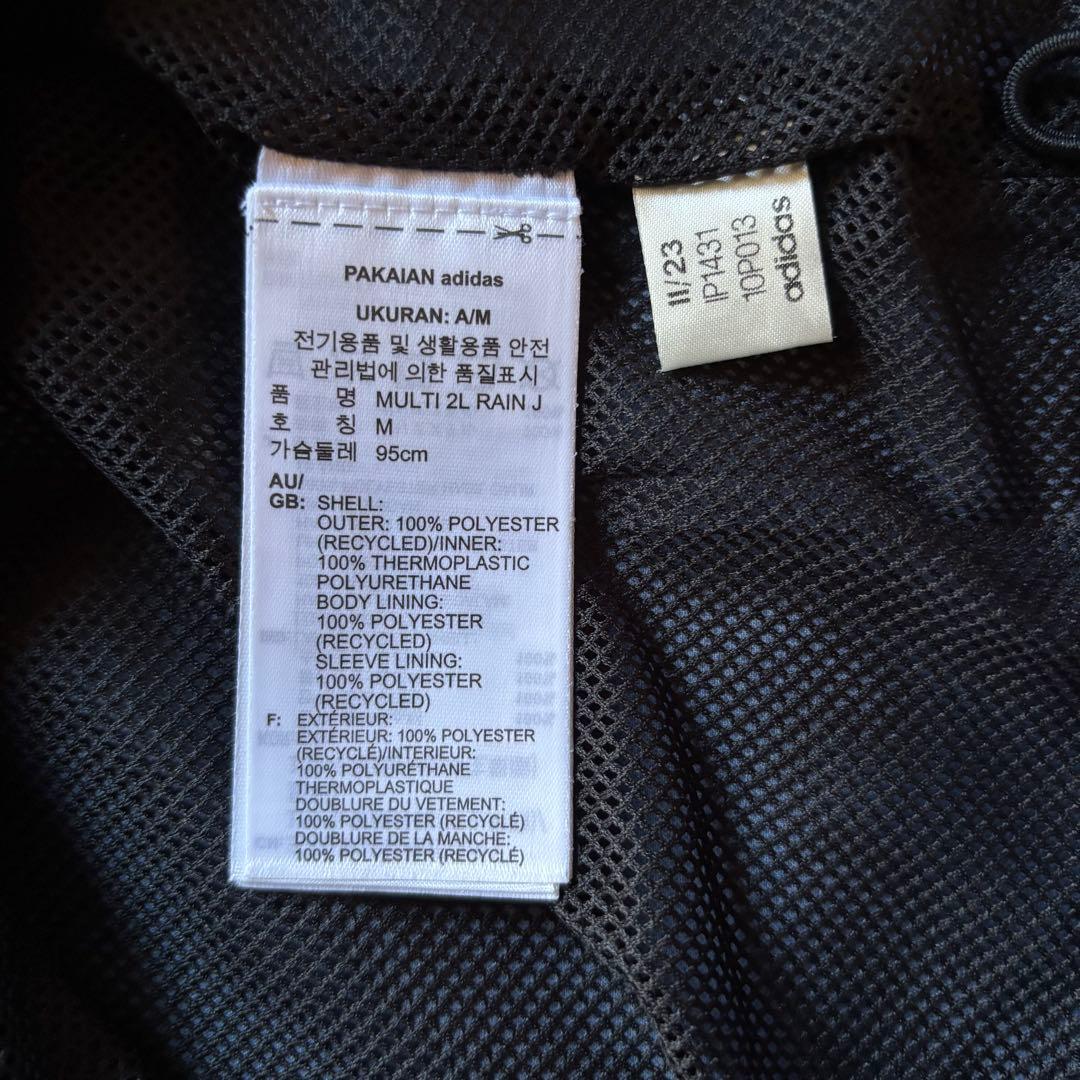 PAKAIAN adidas
UKURAN: A/M
전기용품 및 생활용품 안전
관리법에 의한 품질표시
품 명 MULTI 2L RAIN J
호 칭 M
가슴둘레 95cm
AU/
GB: SHELL:
OUTER: 100% POLYESTER
(RECYCLED)/INNER:
100% THERMOPLASTIC
POLYURETHANE
BODY LINING:
100% POLYESTER
(RECYCLED)
SLEEVE LINING:
100% POLYESTER
(RECYCLED)
F: EXTÉRIEUR:
EXTÉRIEUR: 100% POLYESTER
(RECYCLÉ)/INTERIEUR:
100% POLYURÉTHANE
THERMOPLASTIQUE
DOUBLURE DU VETEMENT:
100% POLYESTER (RECYCLÉ)
DOUBLURE DE LA MANCHE:
100% POLYESTER (RECYCLÉ)
11/23
IP1431
10P013
adidas